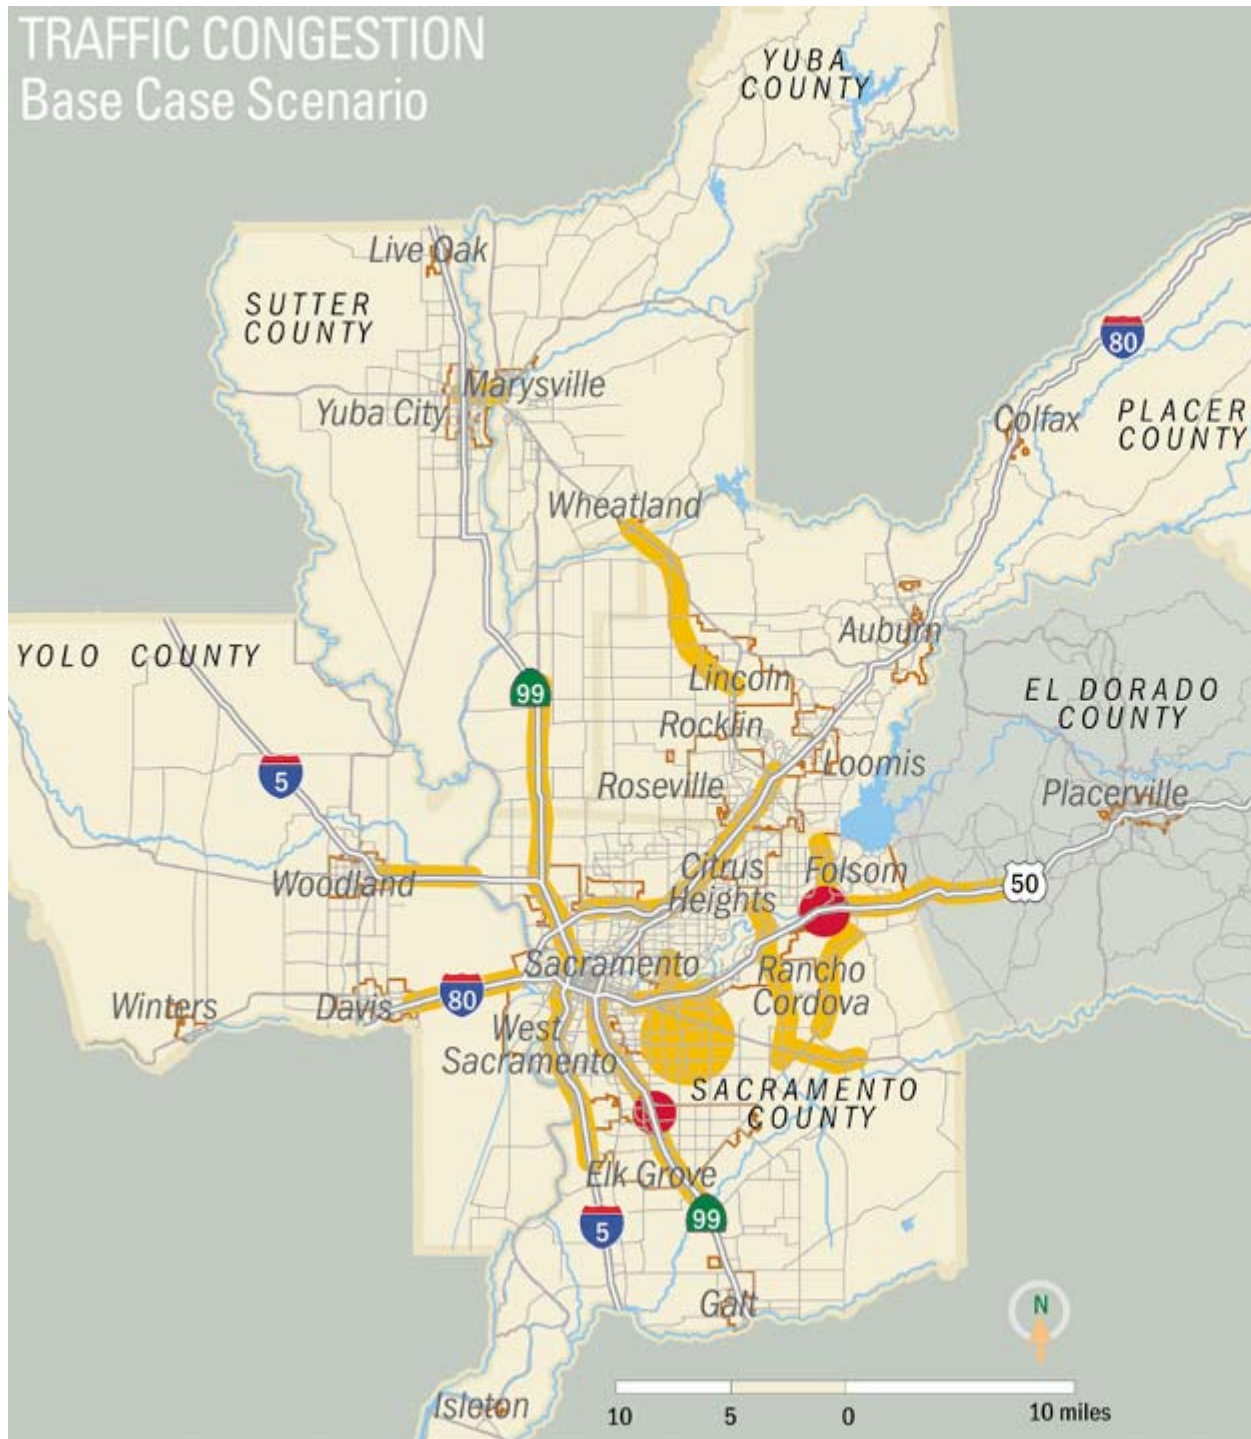 TRAFFIC CONGESTION
Base Case Scenario
YUBA
COUNTY
Live Oak
SUTTER
COUNTY
80
Marysville
Yuba City
Colfax
PLACER
COUNTY
Wheatland
Auburn
YOLO COUNTY
99
Lincoln
EL DORADO
COUNTY
Rocklin
5
Loomis
Roseville
Placerville
Citrus
Heights
Folsom
Woodland
50
Sacramento
Rancho
Cordova
Winters
Davis
80
West
Sacramento
SACRAMENTO
COUNTY
Elk Grove
5
99
Galt
N
Isleton
10 5 0 10 miles